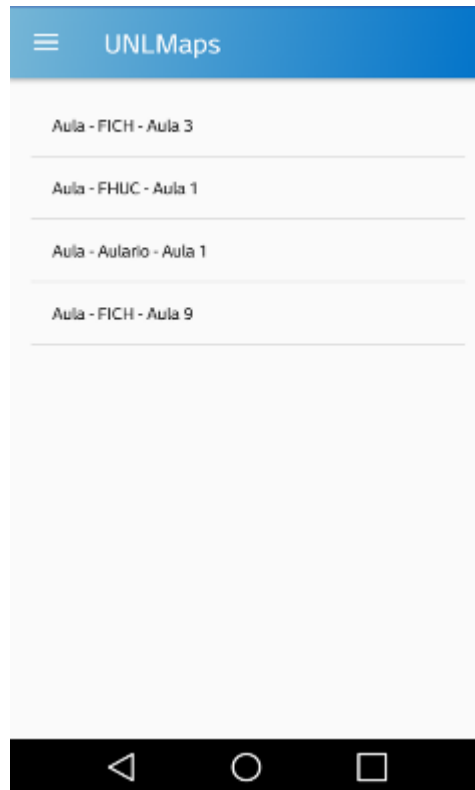 UNLMaps
Aula - FICH - Aula 3
Aula - FHUC - Aula 1
Aula - Aulario - Aula 1
Aula - FICH - Aula 9